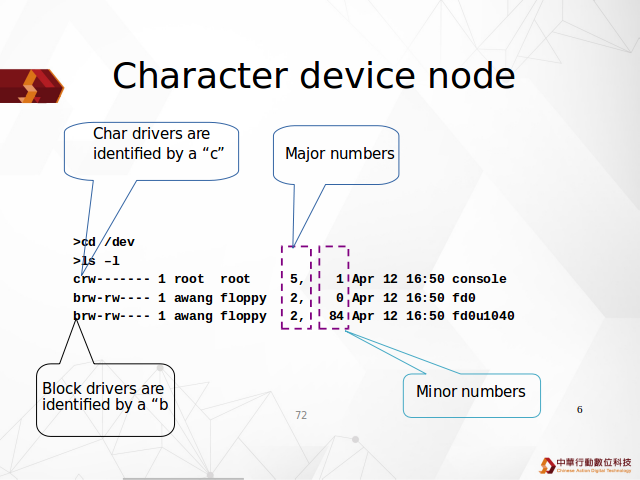 Character device node
Char drivers are
identified by a “c”
Major numbers
>cd /dev
>ls –l
crw------- 1 root  root     5,    1 Apr 12 16:50 console
brw-rw---- 1 awang floppy   2,    0 Apr 12 16:50 fd0
brw-rw---- 1 awang floppy   2,   84 Apr 12 16:50 fd0u1040
Block drivers are
identified by a “b
Minor numbers
72
6
中華行動數位科技
Chinese Action Digital Technology